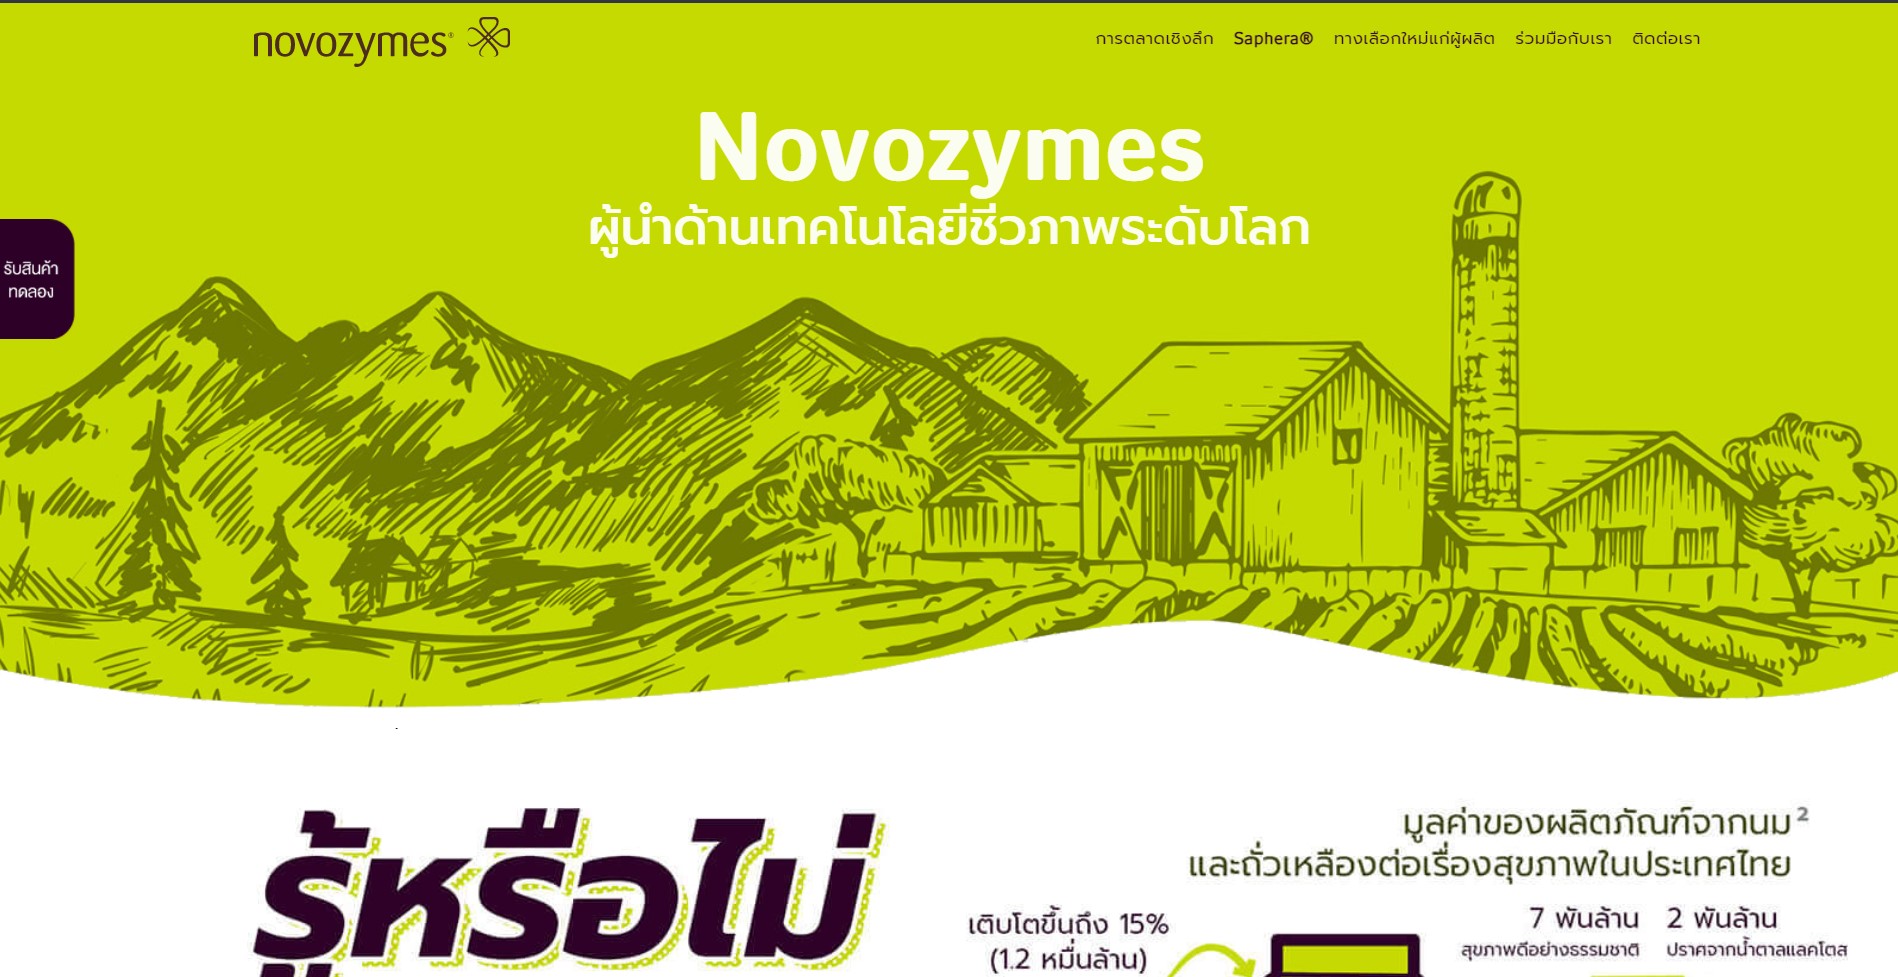 novozymes®
การตลาดเชิงลึก Saphera® ทางเลือกใหม่แก่ผู้ผลิต ร่วมมือกับเรา ติดต่อเรา
Novozymes
ผู้นำด้านเทคโนโลยีชีวภาพระดับโลก
รับสินค้า
ทดลอง
รู้หรือไม่
มูลค่าของผลิตภัณฑ์จากนม 2
และถั่วเหลืองต่อเรื่องสุขภาพในประเทศไทย
เติบโตขึ้นถึง 15%
(1.2 หมื่นล้าน)
7 พันล้าน
สุขภาพดีอย่างธรรมชาติ
2 พันล้าน
ปราศจากน้ำตาลแลคโตส